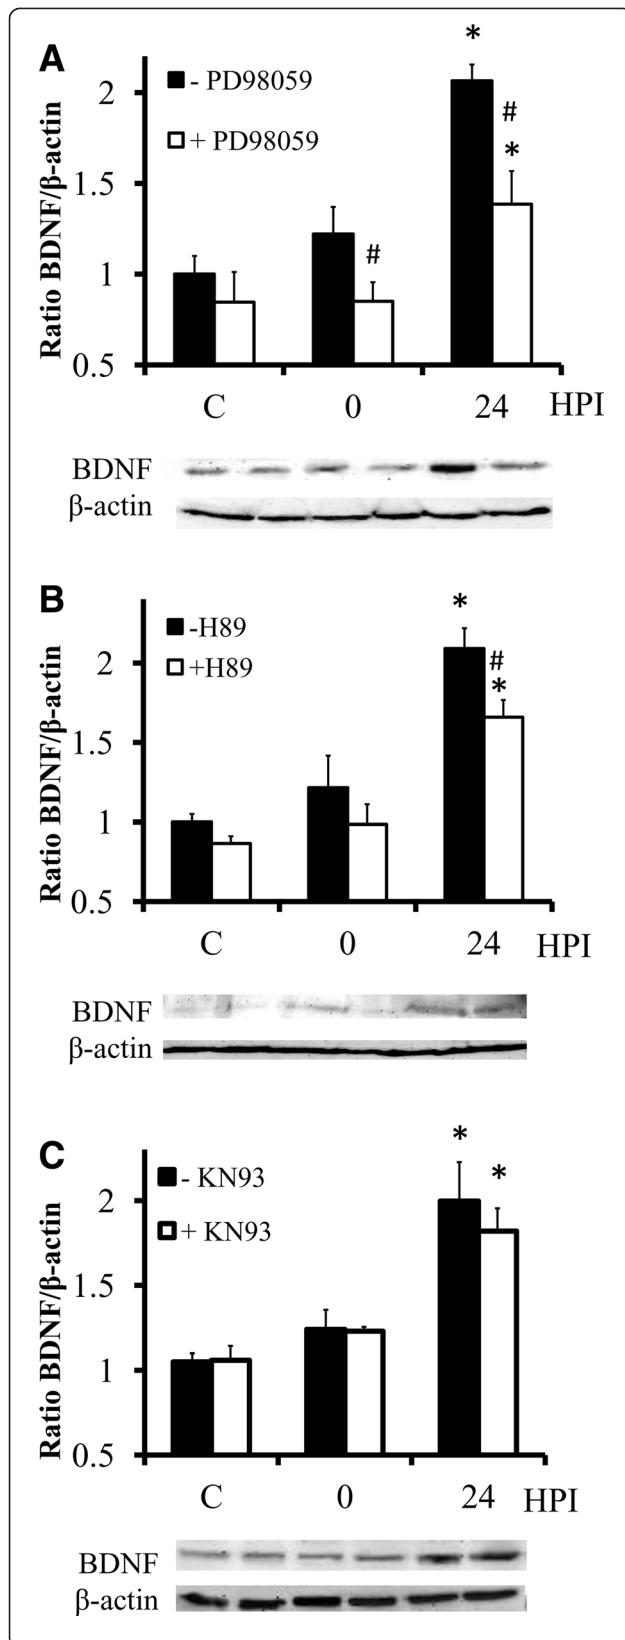 A
*
- PD98059
+ PD98059
#
*
#
Ratio BDNF/β-actin
2
1.5
1
0.5
C 0 24 HPI
BDNF
β-actin
B
*
-H89
+H89
#
*
Ratio BDNF/β-actin
2
1.5
1
0.5
C 0 24 HPI
BDNF
β-actin
C
*
*
- KN93
+ KN93
Ratio BDNF/β-actin
2
1.5
1
0.5
C 0 24 HPI
BDNF
β-actin